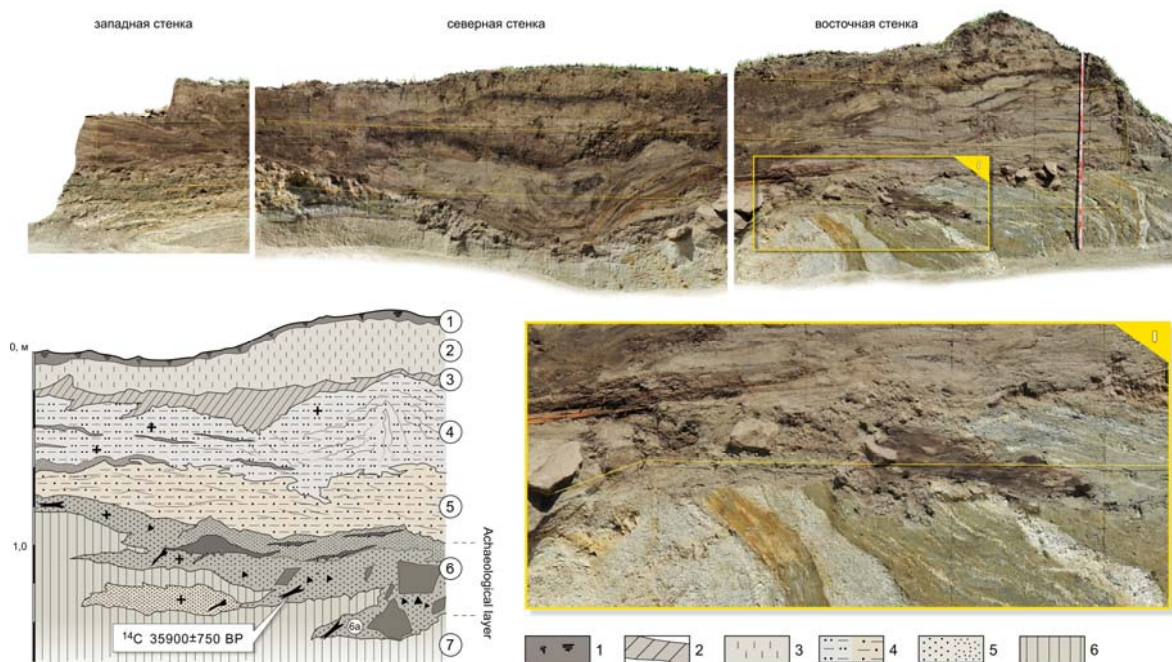 западная стенка
северная стенка
восточная стенка
I
0, м
1
2
3
4
5
1,0
6
6а
7
Achaeological layer
¹⁴C 35900±750 BP
I
1
2
3
4
5
6